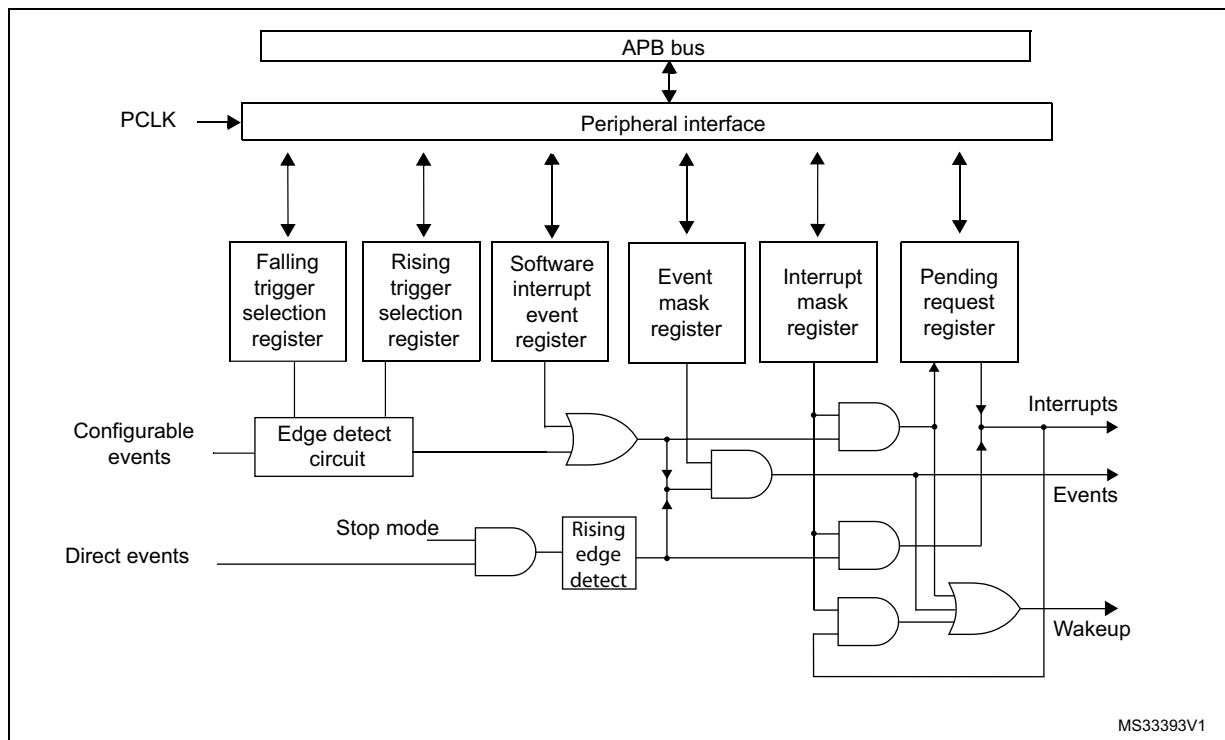 APB bus
PCLK
Peripheral interface
Falling
trigger
selection
register
Rising
trigger
selection
register
Software
interrupt
event
register
Event
mask
register
Interrupt
mask
register
Pending
request
register
Configurable
events
Edge detect
circuit
Interrupts
Events
Stop mode
Direct events
Rising
edge
detect
Wakeup
MS33393V1